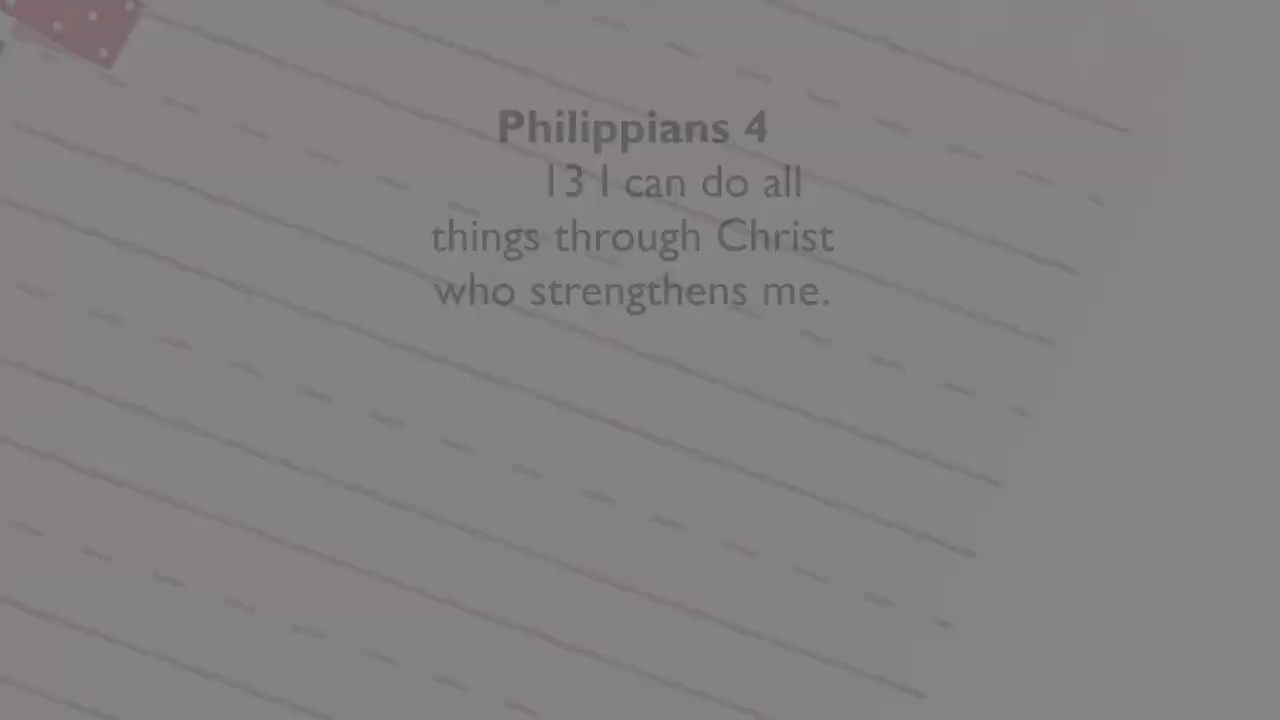 Philippians 4
13 I can do all
things through Christ
who strengthens me.